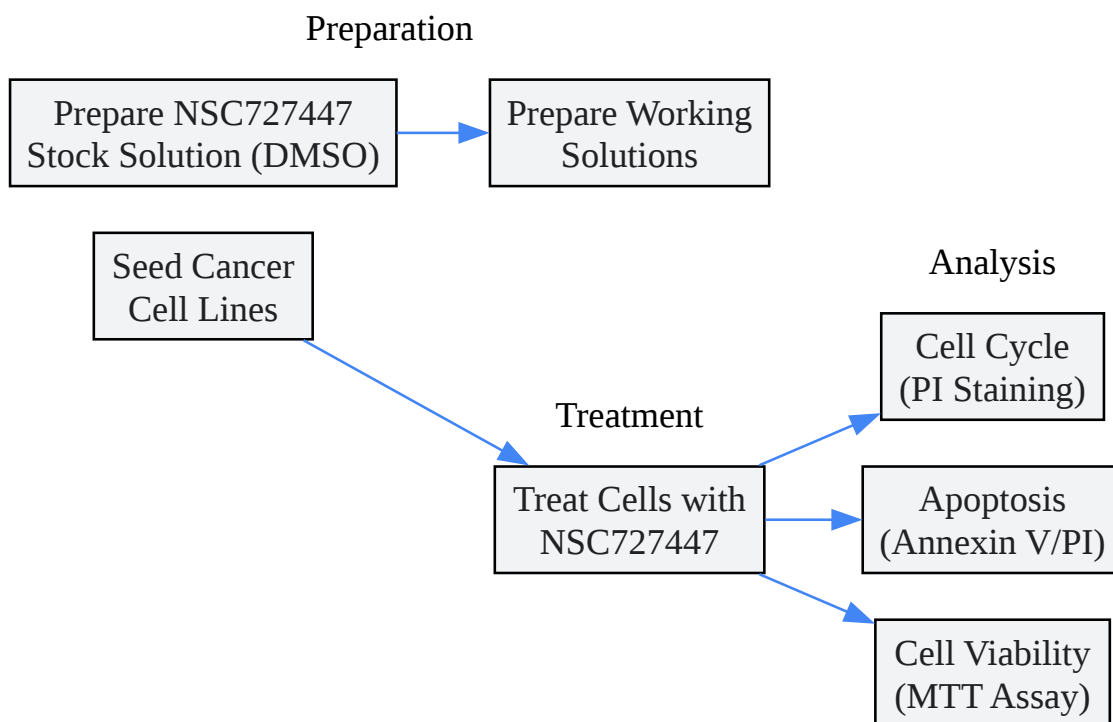 Preparation
Prepare NSC727447
Stock Solution (DMSO)
Prepare Working
Solutions
Seed Cancer
Cell Lines
Treatment
Treat Cells with
NSC727447
Analysis
Cell Cycle
(PI Staining)
Apoptosis
(Annexin V/PI)
Cell Viability
(MTT Assay)